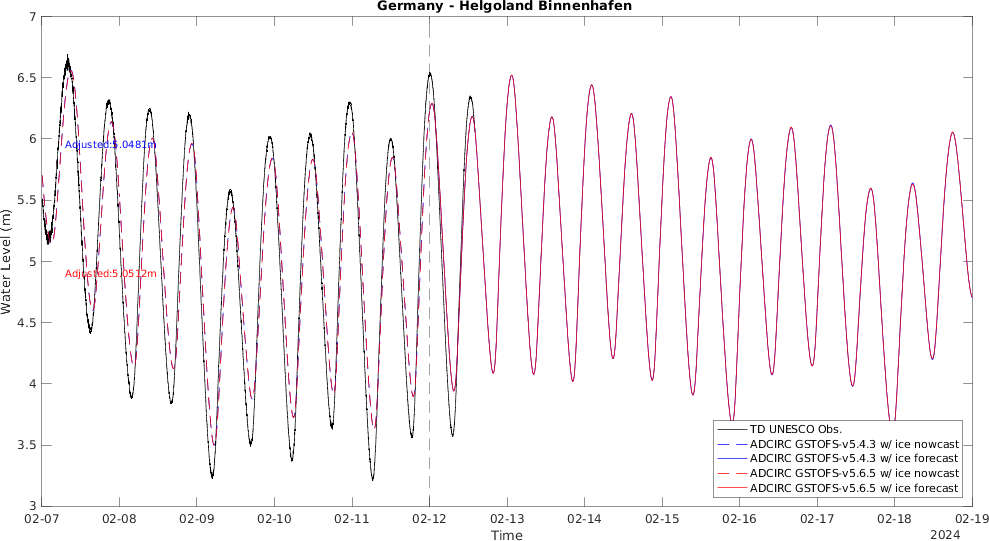 Germany - Helgoland Binnenhafen
7
6.5
6
5.5
5
4.5
4
3.5
3
Water Level (m)
Adjusted:5.0481m
Adjusted:5.0512m
TD UNESCO Obs.
ADCIRC GSTOFS-v5.4.3 w/ ice nowcast
ADCIRC GSTOFS-v5.4.3 w/ ice forecast
ADCIRC GSTOFS-v5.6.5 w/ ice nowcast
ADCIRC GSTOFS-v5.6.5 w/ ice forecast
02-07 02-08 02-09 02-10 02-11 02-12 02-13 02-14 02-15 02-16 02-17 02-18 02-19
Time
2024